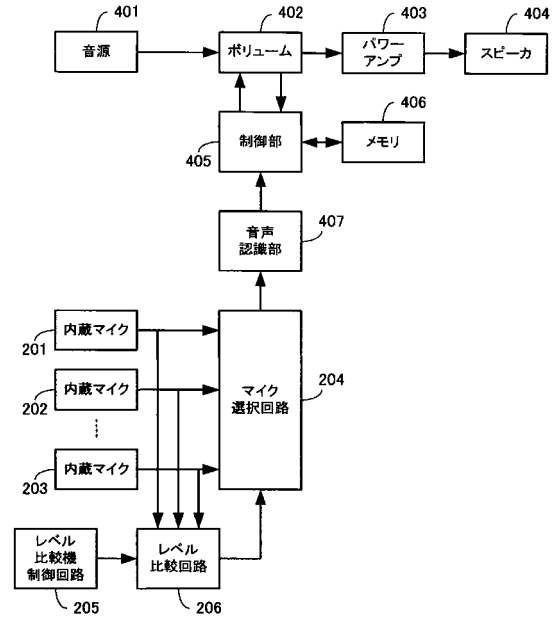 401
402
403
404
音源
ボリューム
パワー
アンプ
スピーカ
406
制御部
メモリ
405
音声
認識部
407
内蔵マイク
201
内蔵マイク
202
マイク
選択回路
204
内蔵マイク
203
レベル
比較機
制御回路
レベル
比較回路
205
206